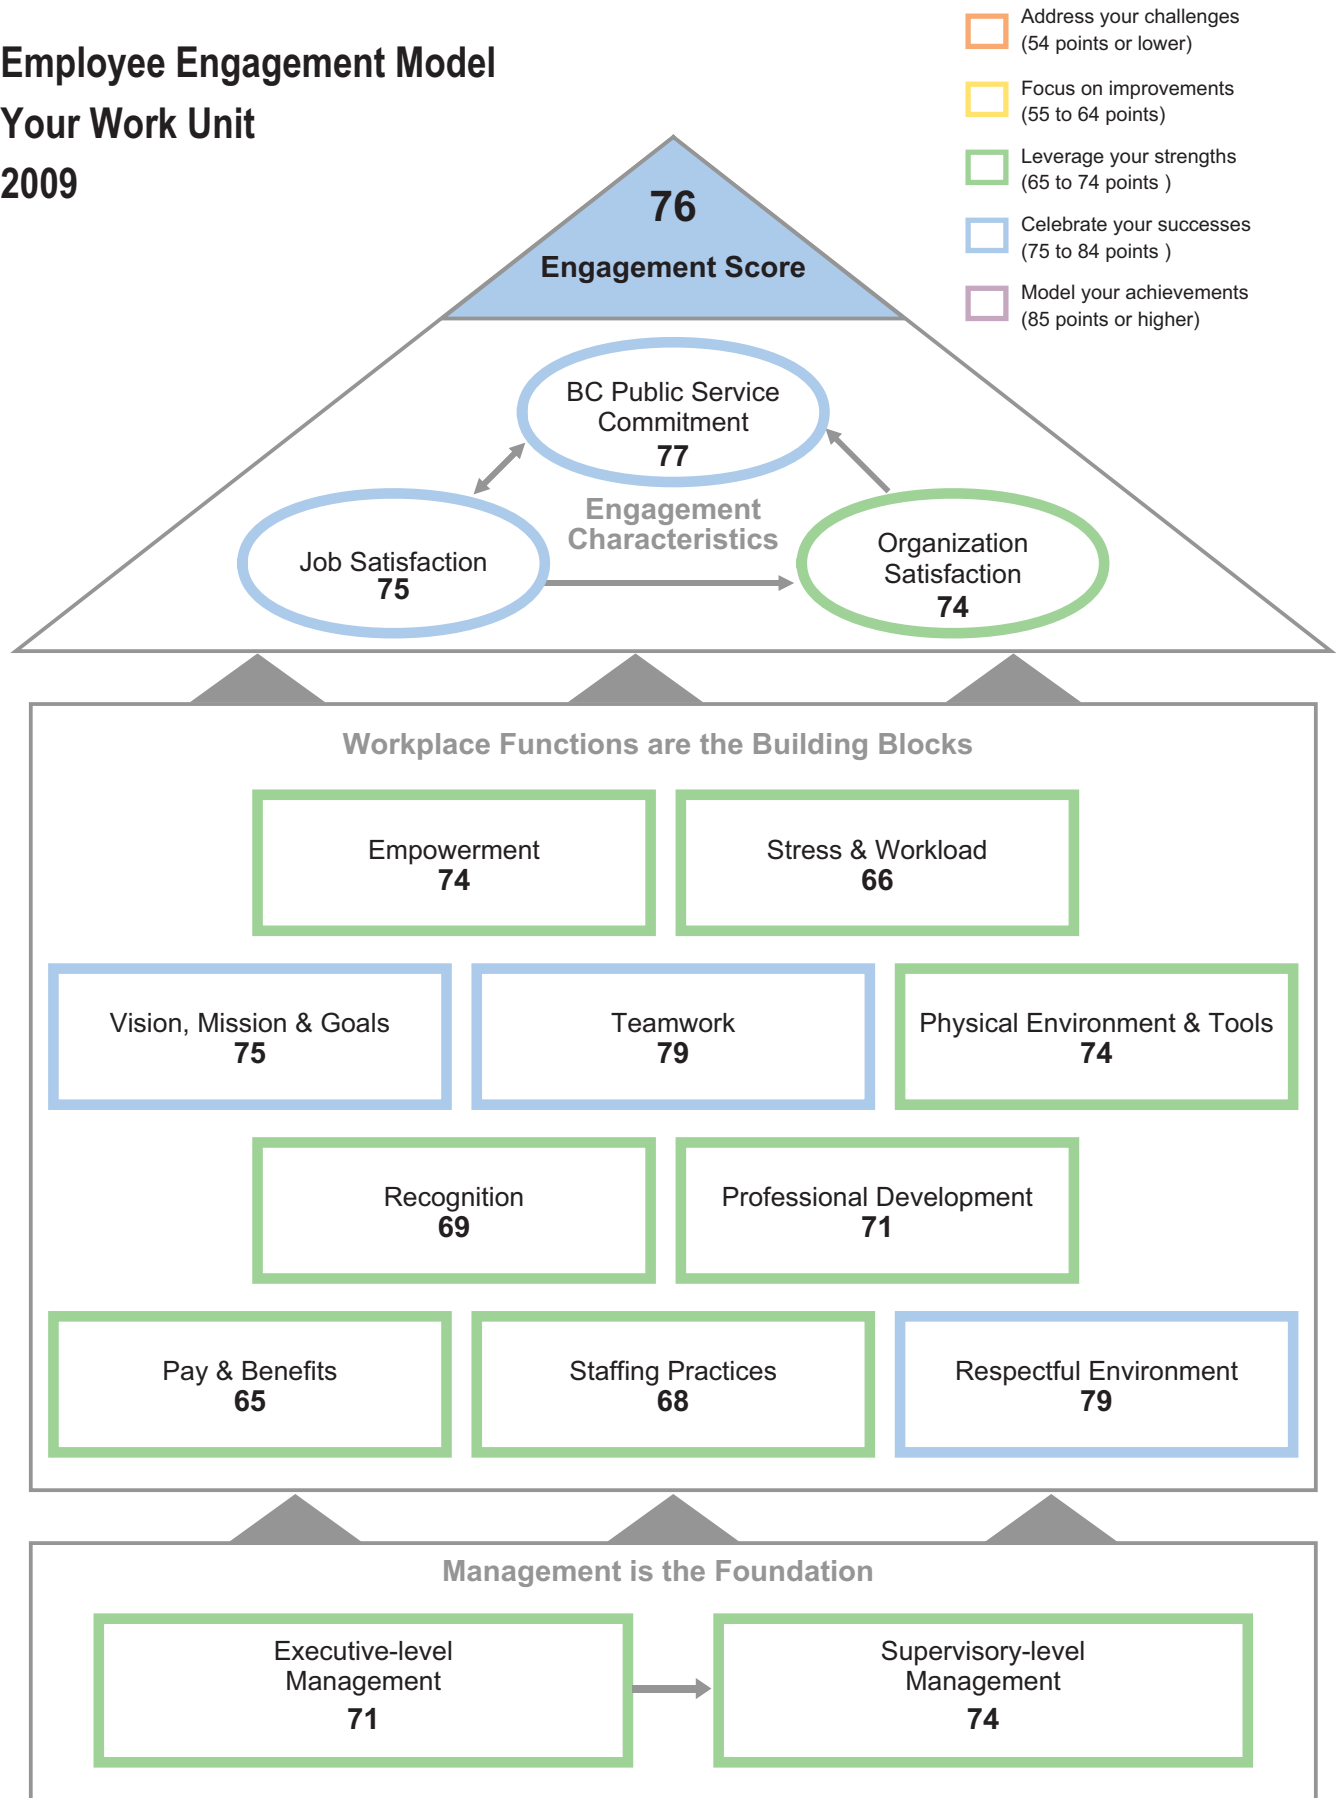 Employee Engagement Model
Your Work Unit
2009
Address your challenges
(54 points or lower)
Focus on improvements
(55 to 64 points)
Leverage your strengths
(65 to 74 points )
Celebrate your successes
(75 to 84 points )
Model your achievements
(85 points or higher)
76
Engagement Score
BC Public Service
Commitment
77
Engagement
Characteristics
Job Satisfaction
75
Organization
Satisfaction
74
Workplace Functions are the Building Blocks
Empowerment
74
Stress & Workload
66
Vision, Mission & Goals
75
Teamwork
79
Physical Environment & Tools
74
Recognition
69
Professional Development
71
Pay & Benefits
65
Staffing Practices
68
Respectful Environment
79
Management is the Foundation
Executive-level
Management
71
Supervisory-level
Management
74